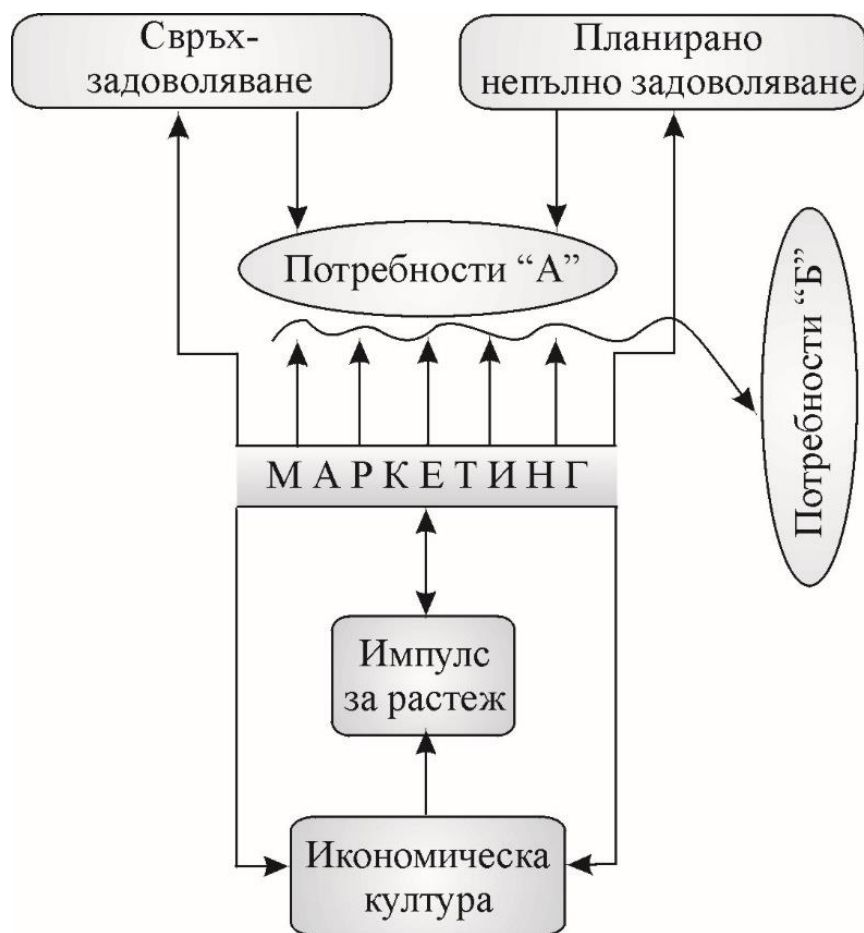 Свръх-
задоволяване
Планирано
непълно задоволяване
Потребности “А”
Потребности “Б”
МАРКЕТИНГ
Импулс
за растеж
Икономическа
култура